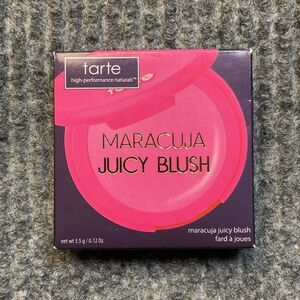 tarte
high-performance naturals™
MARACUJA
JUICY BLUSH
maracuja juicy blush
fard à joues
net wt 3.5 g / 0.12 Oz.